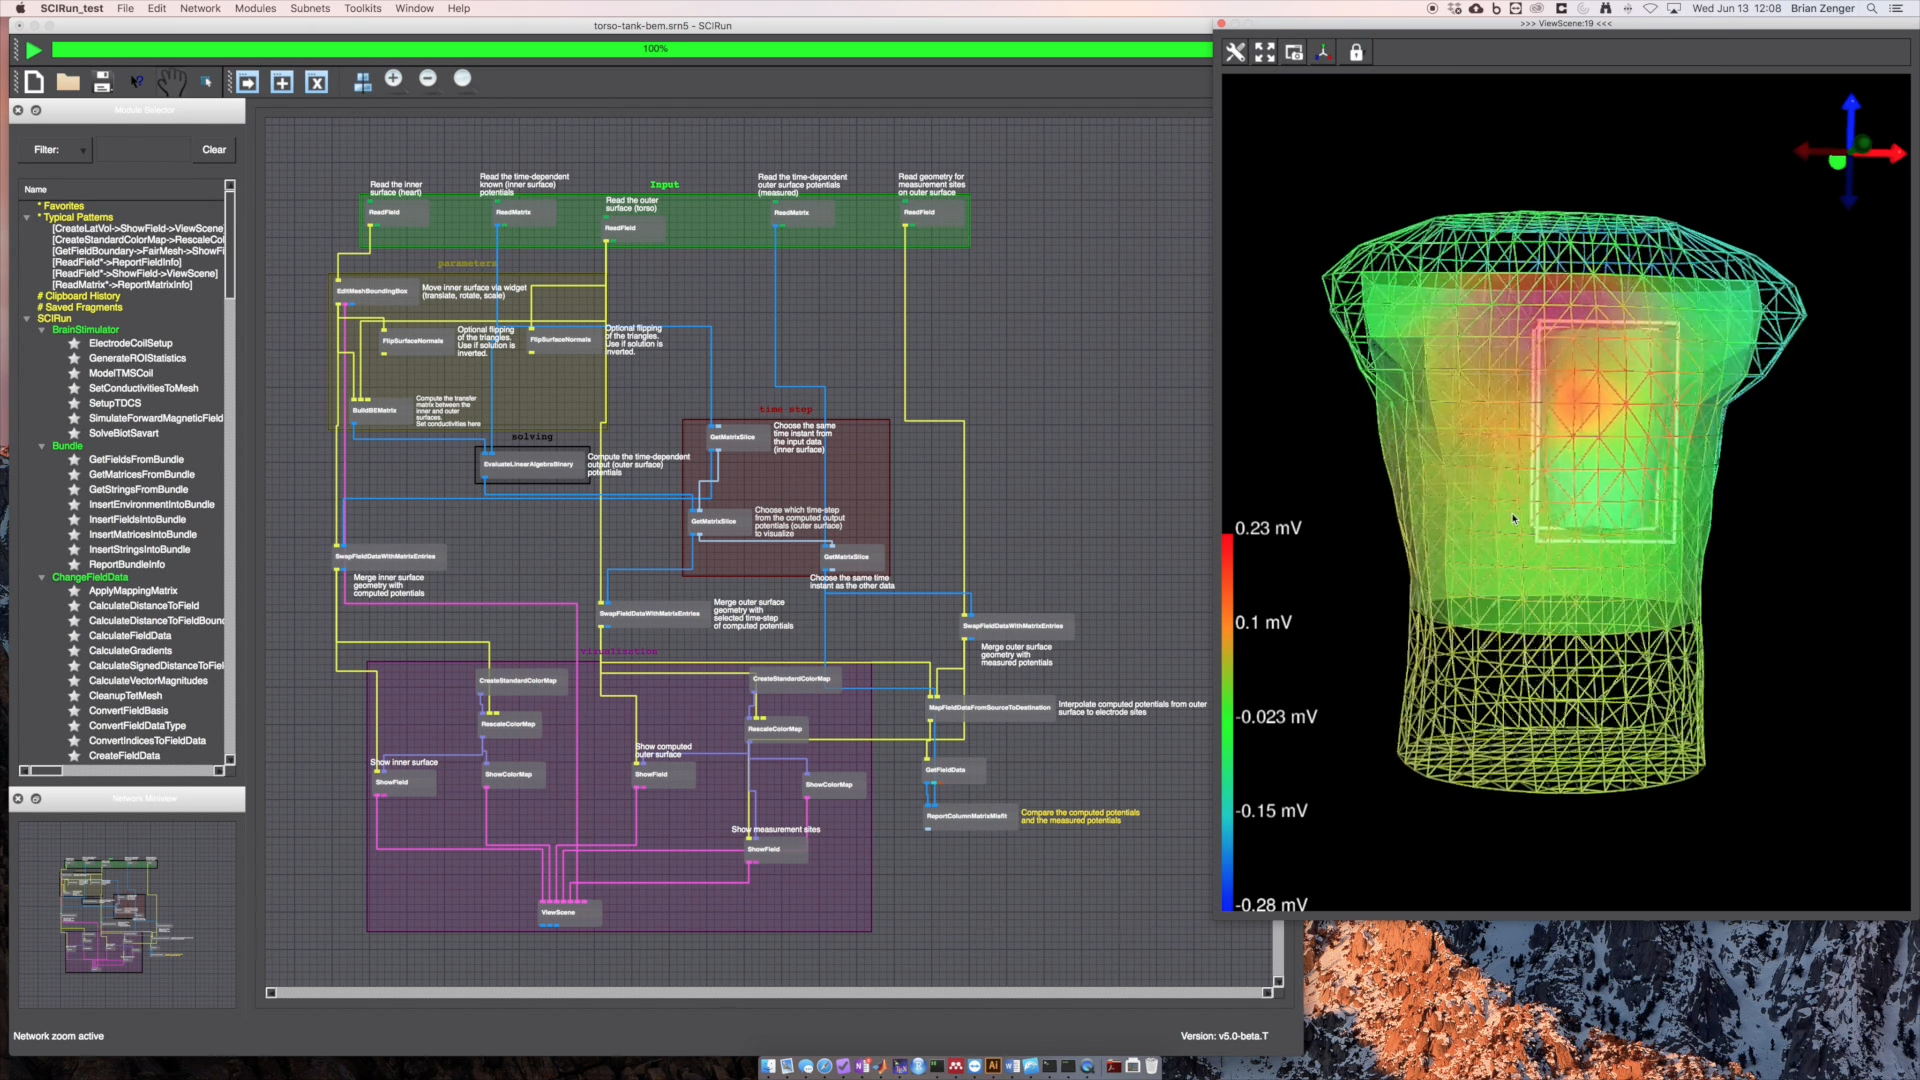 SCIRun_test File Edit Network Modules Subnets Toolkits Window Help
Wed Jun 13 12:08 Brian Zenger
torso-tank-bem.srn5 - SCIRun
>>> ViewScene:19 <<<
100%
Module Selector
Filter:
Clear
Name
* Favorites
* Typical Patterns
[CreateLatVol->ShowField->ViewScene]
[CreateStandardColorMap->RescaleCol
[GetFieldBoundary->FairMesh->ShowFi
[ReadField*->ReportFieldInfo]
[ReadField*->ShowField->ViewScene]
[ReadMatrix*->ReportMatrixInfo]
# Clipboard History
# Saved Fragments
SCIRun
BrainStimulator
ElectrodeCoilSetup
GenerateROIStatistics
ModelTMSCoil
SetConductivitiesToMesh
SetupTDCS
SimulateForwardMagneticField
SolveBiotSavart
Bundle
GetFieldsFromBundle
GetMatricesFromBundle
GetStringsFromBundle
InsertEnvironmentIntoBundle
InsertFieldsIntoBundle
InsertMatricesIntoBundle
InsertStringsIntoBundle
ReportBundleInfo
ChangeFieldData
ApplyMappingMatrix
CalculateDistanceToField
CalculateDistanceToFieldBound
CalculateFieldData
CalculateGradients
CalculateSignedDistanceToFiel
CalculateVectorMagnitudes
CleanupTetMesh
ConvertFieldBasis
ConvertFieldDataType
ConvertIndicesToFieldData
CreateFieldData
Network Miniview
Network zoom active
Version: v5.0-beta.T
Input
Read the inner
surface (heart)
ReadField
Read the time-dependent
known (inner surface)
potentials
ReadMatrix
Read the outer
surface (torso)
ReadField
Read the time-dependent
outer surface potentials
(measured)
ReadMatrix
Read geometry for
measurement sites
on outer surface
ReadField
parameters
EditMeshBoundingBox
Move inner surface via widget
(translate, rotate, scale)
FlipSurfaceNormals
Optional flipping
of the triangles.
Use if solution is
inverted.
FlipSurfaceNormals
Optional flipping
of the triangles.
Use if solution is
inverted.
BuildBEMatrix
Compute the transfer
matrix between the
inner and outer
surfaces.
Set conductivities here
solving
EvaluateLinearAlgebraBinary
Compute the time-dependent
output (outer surface)
potentials
time step
GetMatrixSlice
Choose the same
time instant from
the input data
(inner surface)
GetMatrixSlice
Choose which time-step
from the computed output
potentials (outer surface)
to visualize
GetMatrixSlice
Choose the same time
instant as the other data
SwapFieldDataWithMatrixEntries
Merge inner surface
geometry with
computed potentials
SwapFieldDataWithMatrixEntries
Merge outer surface
geometry with
selected time-step
of computed potentials
SwapFieldDataWithMatrixEntries
Merge outer surface
geometry with
measured potentials
visualization
CreateStandardColorMap
CreateStandardColorMap
RescaleColorMap
RescaleColorMap
MapFieldDataFromSourceToDestination
Interpolate computed potentials from outer
surface to electrode sites
Show inner surface
ShowField
ShowColorMap
Show computed
outer surface
ShowField
ShowColorMap
GetFieldData
ReportColumnMatrixMisfit
Compare the computed potentials
and the measured potentials
Show measurement sites
ShowField
ViewScene
0.23 mV
0.1 mV
-0.023 mV
-0.15 mV
-0.28 mV